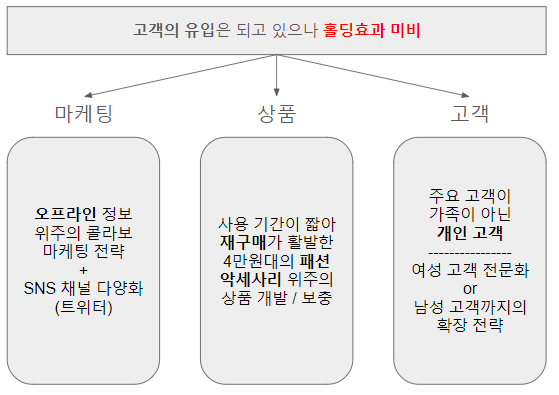 고객의 유입은 되고 있으나 홀딩효과 미비
마케팅
상품
고객
오프라인 정보
위주의 콜라보
마케팅 전략
+
SNS 채널 다양화
(트위터)
사용 기간이 짧아
재구매가 활발한
4만원대의 패션
악세사리 위주의
상품 개발 / 보충
주요 고객이
가족이 아닌
개인 고객
----------------
여성 고객 전문화
or
남성 고객까지의
확장 전략